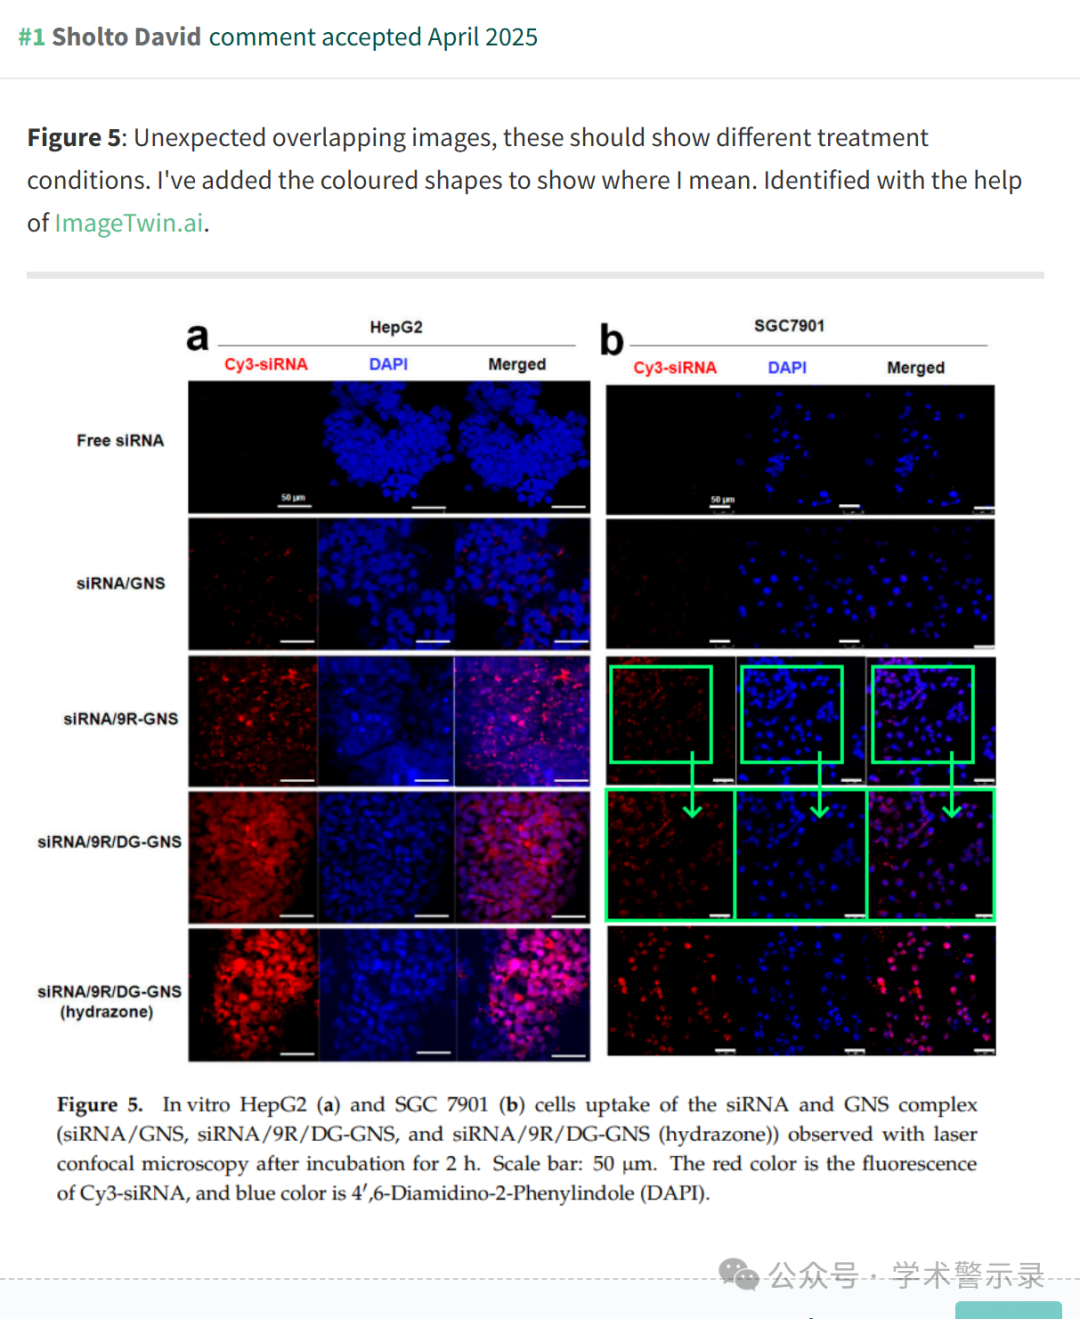 #1 Sholto David comment accepted April 2025
Figure 5: Unexpected overlapping images, these should show different treatment
conditions. I've added the coloured shapes to show where I mean. Identified with the help
of ImageTwin.ai.
a
HepG2
Cy3-siRNA DAPI Merged
b
SGC7901
Cy3-siRNA DAPI Merged
Free siRNA
50 μm
50 μm
siRNA/GNS
siRNA/9R-GNS
siRNA/9R/DG-GNS
siRNA/9R/DG-GNS
(hydrazone)
Figure 5. In vitro HepG2 (a) and SGC 7901 (b) cells uptake of the siRNA and GNS complex
(siRNA/GNS, siRNA/9R/DG-GNS, and siRNA/9R/DG-GNS (hydrazone)) observed with laser
confocal microscopy after incubation for 2 h. Scale bar: 50 μm. The red color is the fluorescence
of Cy3-siRNA, and blue color is 4′,6-Diamidino-2-Phenylindole (DAPI).
公众号 · 学术警示录